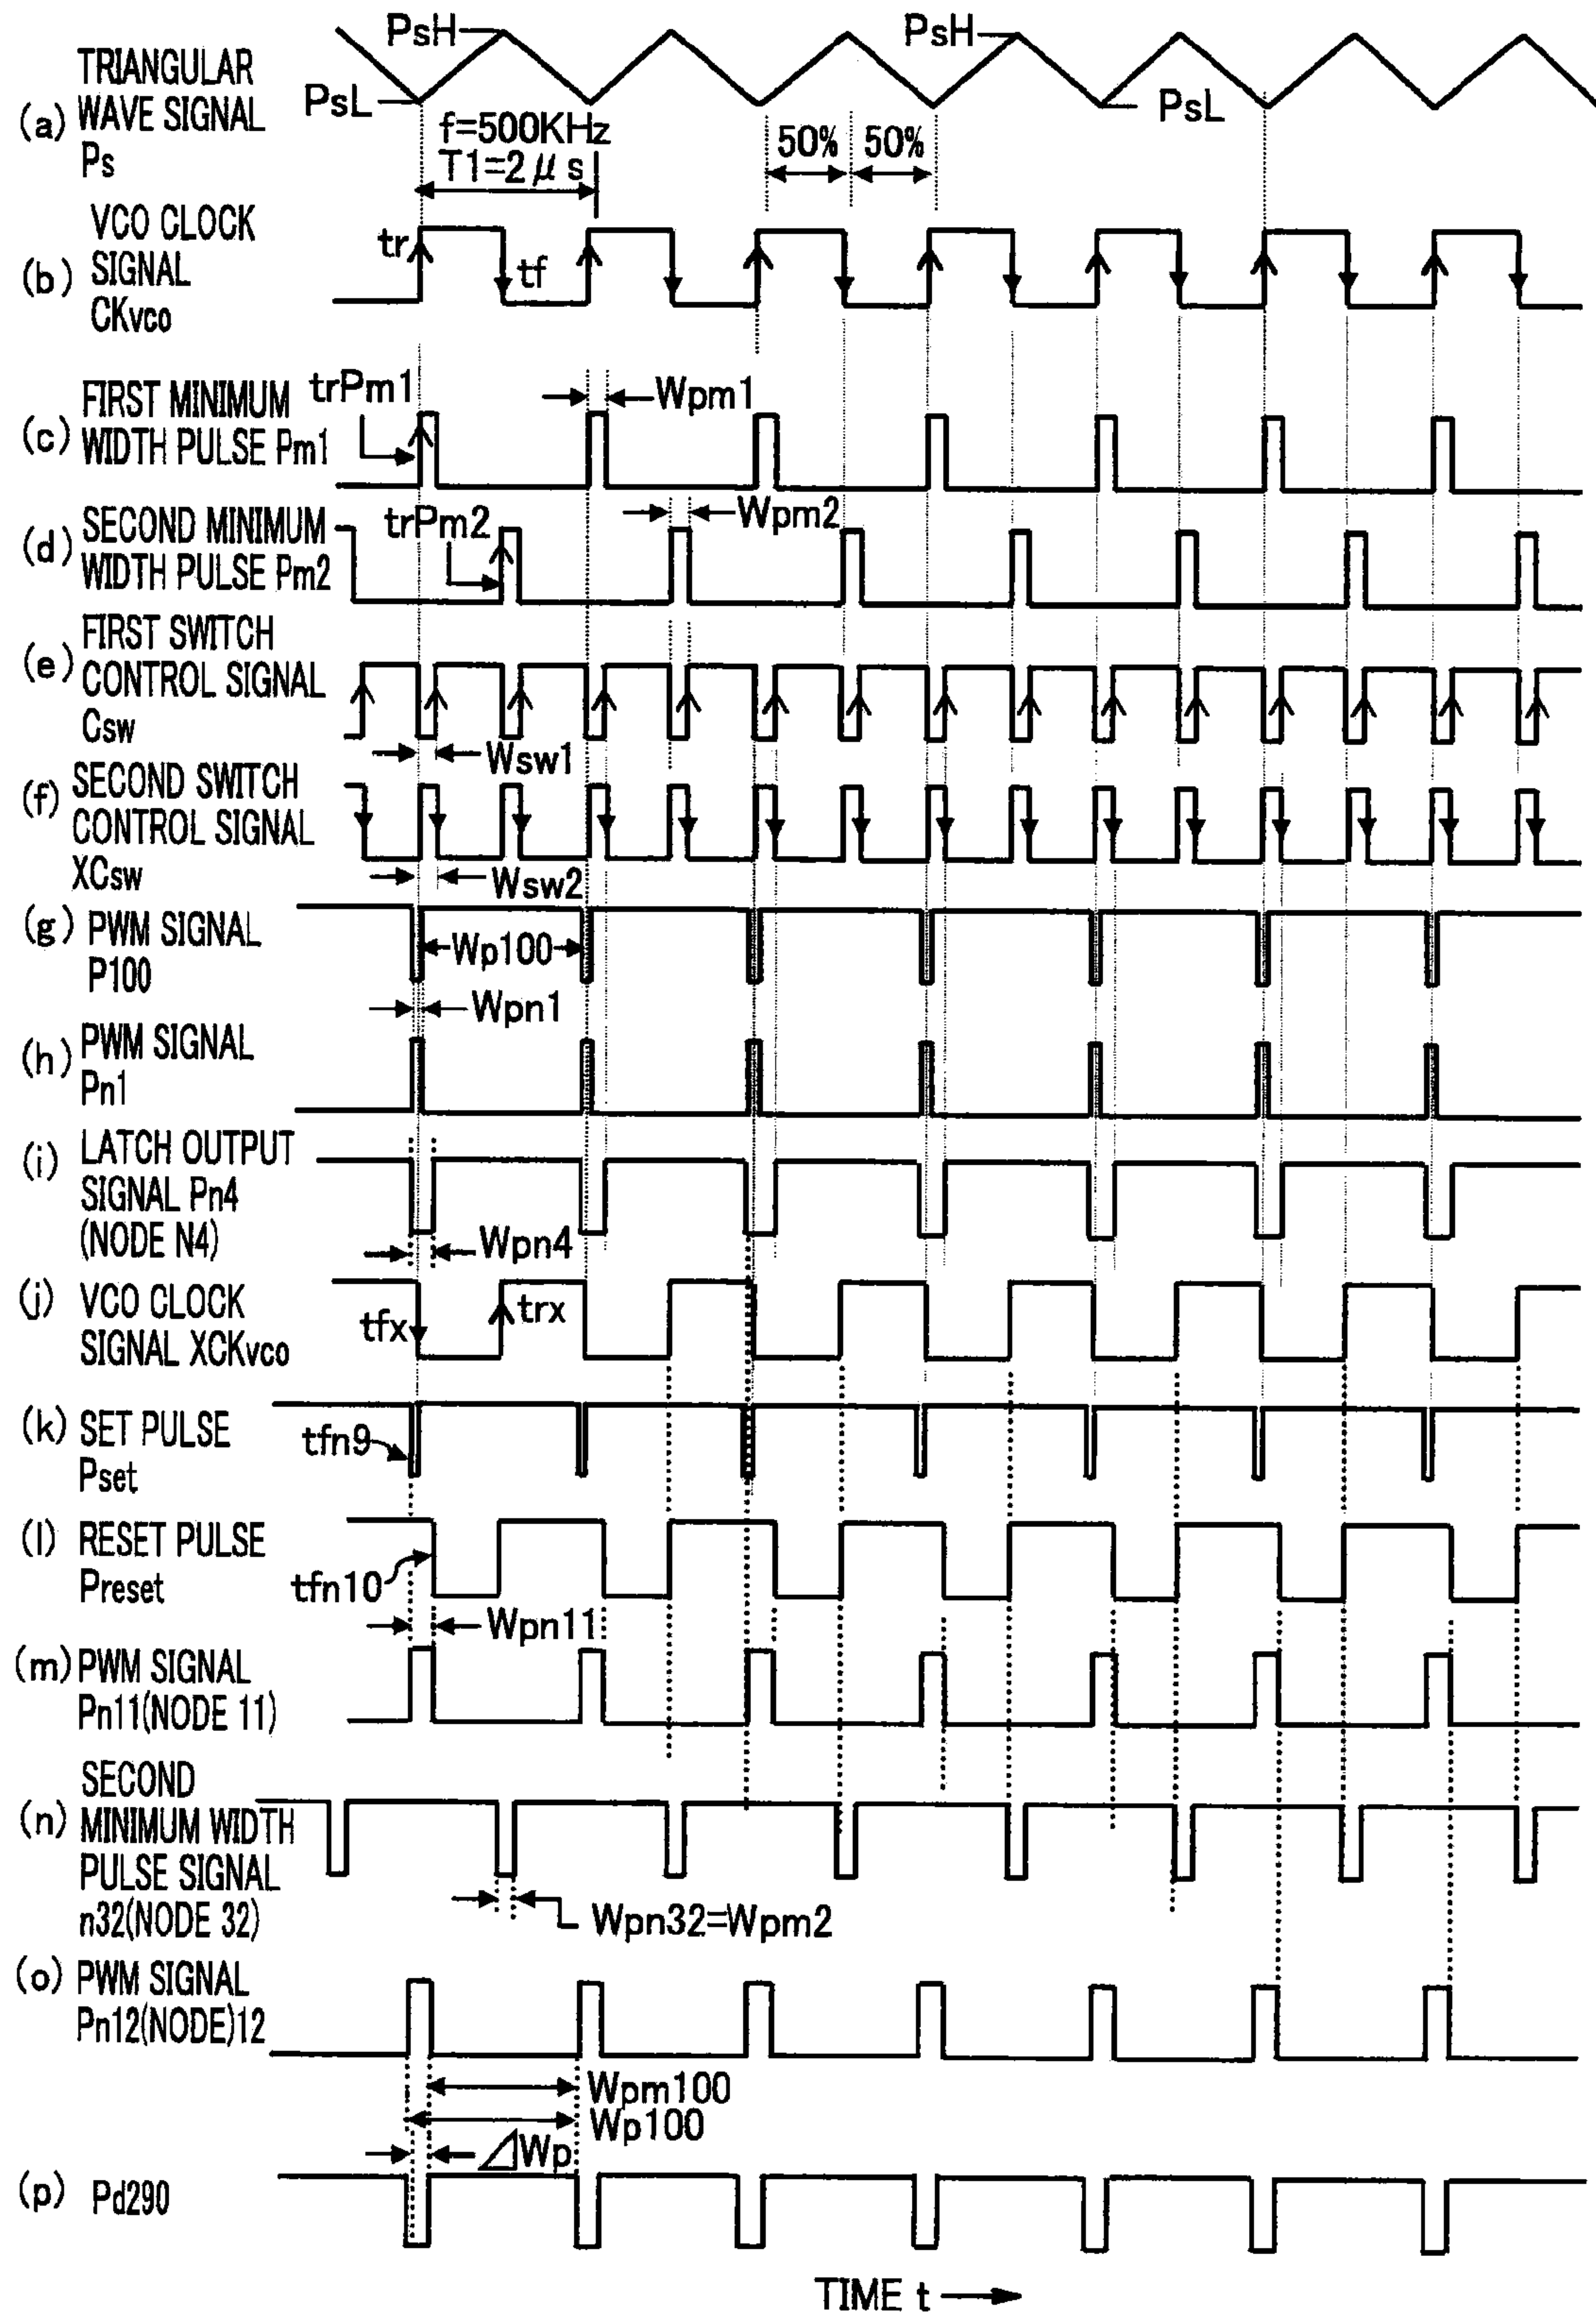 PsH PsH
TRIANGULAR
(a) WAVE SIGNAL
Ps
PsL PsL
f=500KHz
T1=2μs
50% 50%
VCO CLOCK
(b) SIGNAL
CKvco
tr tf
FIRST MINIMUM
(c) WIDTH PULSE Pm1
trPm1 Wpm1
SECOND MINIMUM
(d) WIDTH PULSE Pm2
trPm2 Wpm2
FIRST SWITCH
(e) CONTROL SIGNAL
Csw
Wsw1
SECOND SWITCH
(f) CONTROL SIGNAL
XCsw
Wsw2
(g) PWM SIGNAL
P100
Wp100
Wpn1
(h) PWM SIGNAL
Pn1
LATCH OUTPUT
(i) SIGNAL Pn4
(NODE N4)
Wpn4
(j) VCO CLOCK
SIGNAL XCKvco
tfx trx
(k) SET PULSE
Pset
tfn9
(l) RESET PULSE
Preset
tfn10
Wpn11
(m) PWM SIGNAL
Pn11(NODE 11)
SECOND
(n) MINIMUM WIDTH
PULSE SIGNAL
n32(NODE 32)
Wpn32=Wpm2
(o) PWM SIGNAL
Pn12(NODE)12
Wpm100
Wp100
⊿Wp
(p) Pd290
TIME t